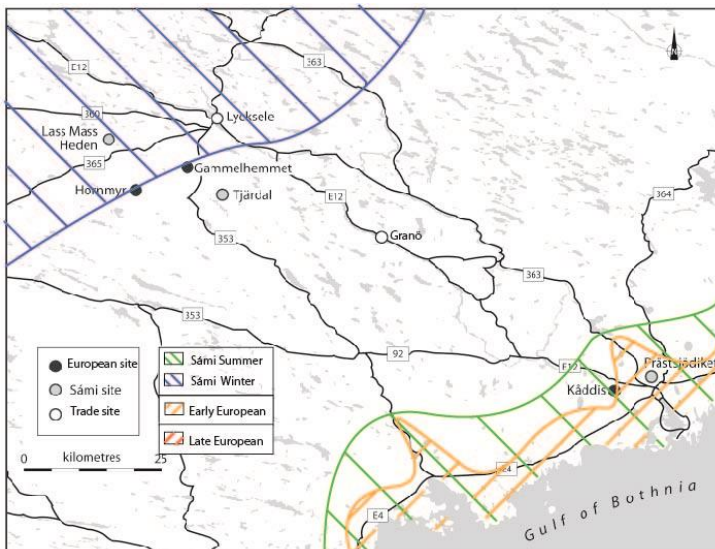 363
E12
360
Lycksele
Lass Mass
Heden
365
Gammelhemmet
Hornmyr
Tjärdal
E12
364
353
Granö
363
353
92
E12
Prästsjödiket
Kåddis
European site
Sámi site
Trade site
Sámi Summer
Sámi Winter
Early European
Late European
kilometres
0
25
E4
E4
Gulf of Bothnia